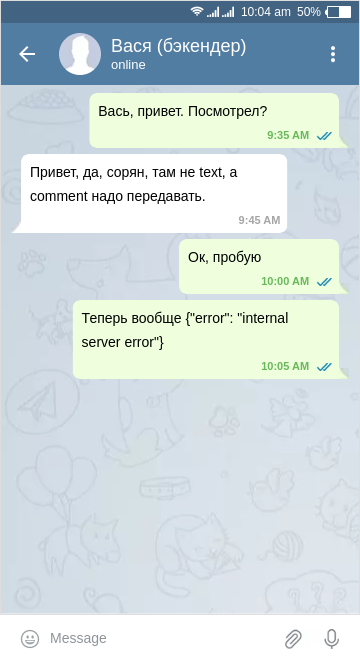 10:04 am 50%
Вася (бэкендер)
online
Вась, привет. Посмотрел?
9:35 AM
Привет, да, сорян, там не text, а
comment надо передавать.
9:45 AM
Ок, пробую
10:00 AM
Теперь вообще {"error": "internal
server error"}
10:05 AM
Message